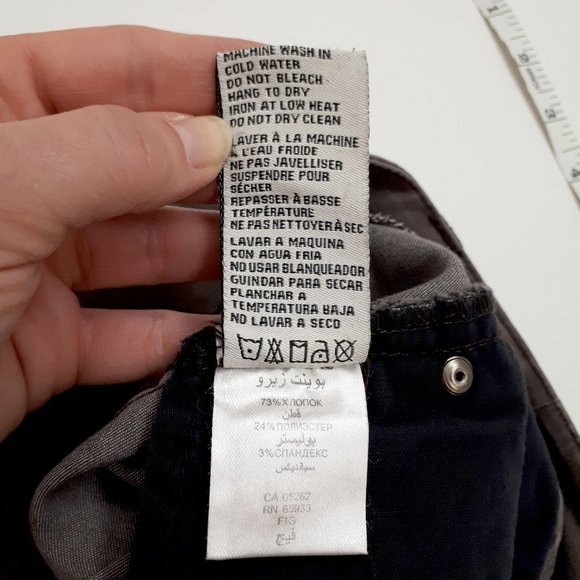 MACHINE WASH IN
COLD WATER
DO NOT BLEACH
HANG TO DRY
IRON AT LOW HEAT
DO NOT DRY CLEAN
LAVER À LA MACHINE
À L'EAU FROIDE
NE PAS JAVELLISER
SUSPENDRE POUR
SÉCHER
REPASSER À BASSE
TEMPÉRATURE
NE PAS NETTOYER À SEC
LAVAR A MAQUINA
CON AGUA FRIA
NO USAR BLANQUEADOR
GUINDAR PARA SECAR
PLANCHAR A
TEMPERATURA BAJA
NO LAVAR A SECO
بوينت زيرو
73% ХЛОПОК
قطن
24% ПОЛИЭСТЕР
بوليستر
3% СПАНДЕКС
سباندكس
CA 05262
RN 63933
FIG
فيج